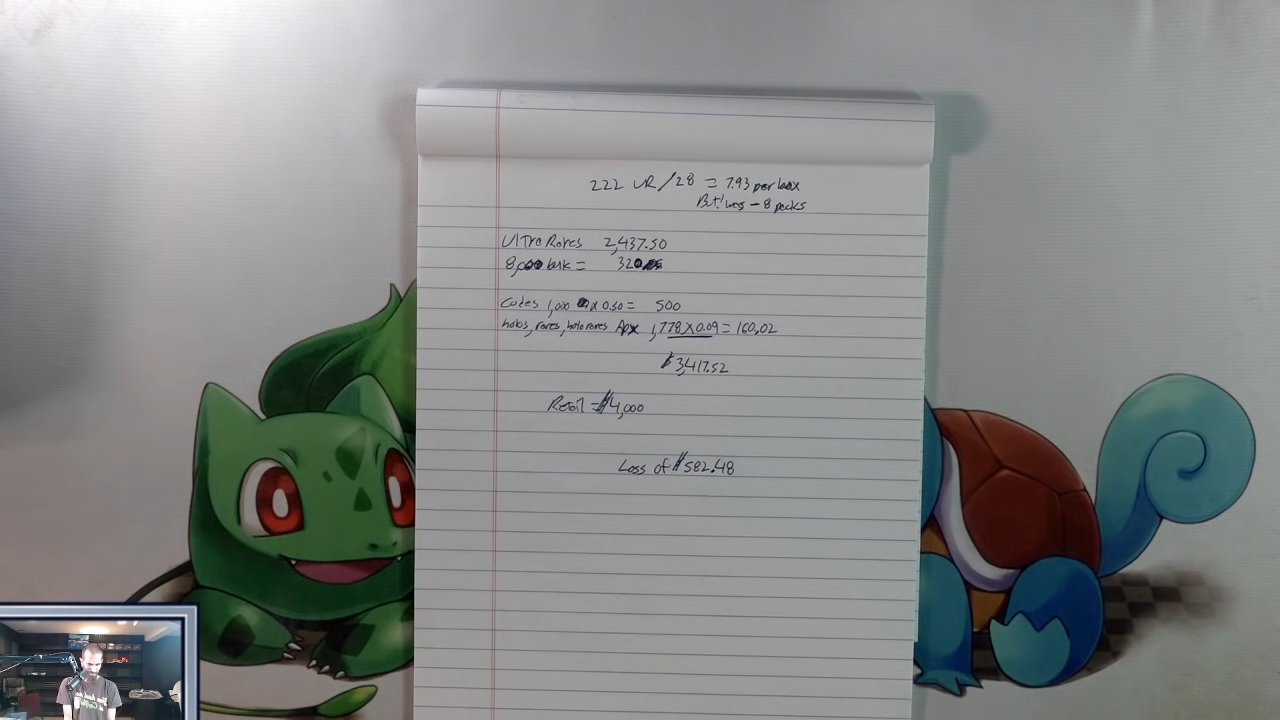 222 UR/28 = 7.93 per box
But! was - 8 packs
Ultra Rares 2,437.50
8,000 bulk = 320
Codes 1,000 x 0.50 = 500
holos, rares, holo rares Apx 1,778 x 0.09 = 160.02
$3,417.52
Retail = $4,000
Loss of $582.48